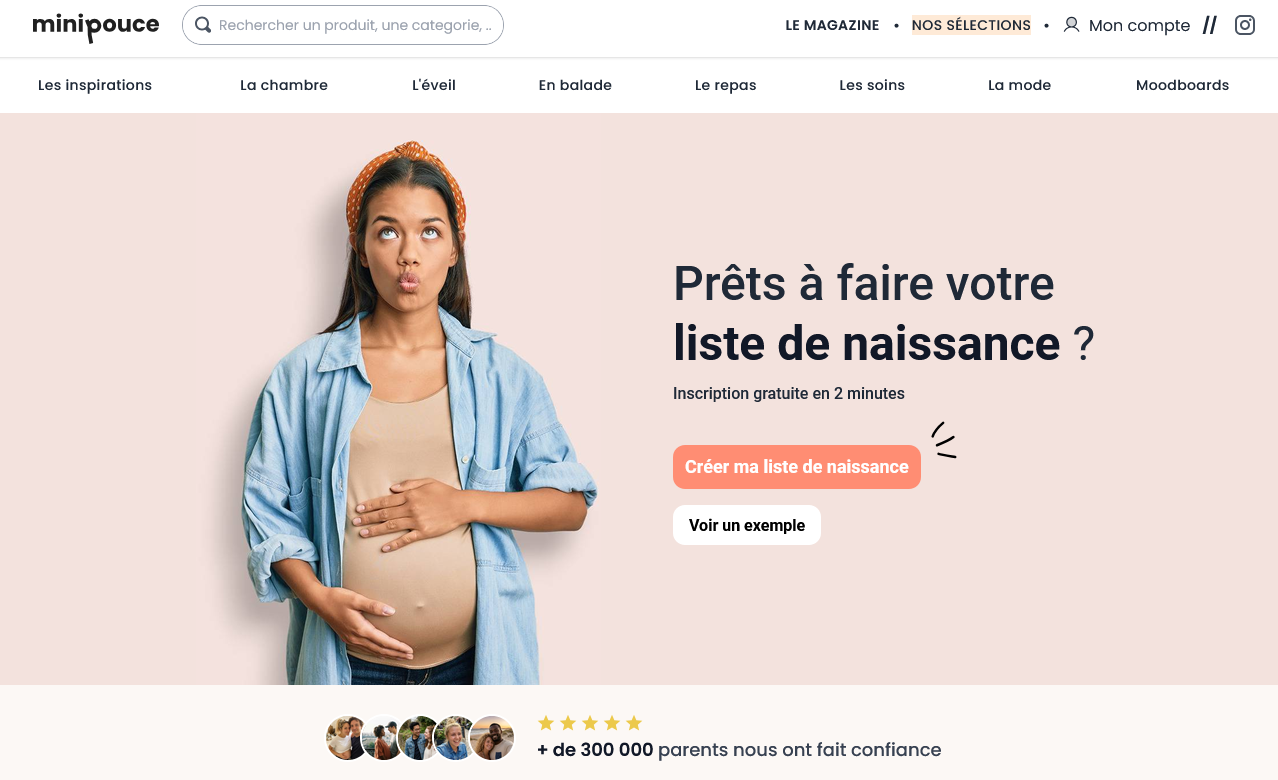 minipouce
Rechercher un produit, une categorie, ..
LE MAGAZINE • NOS SÉLECTIONS • Mon compte //
Les inspirations La chambre L'éveil En balade Le repas Les soins La mode Moodboards
Prêts à faire votre
liste de naissance ?
Inscription gratuite en 2 minutes
Créer ma liste de naissance
Voir un exemple
+ de 300 000 parents nous ont fait confiance